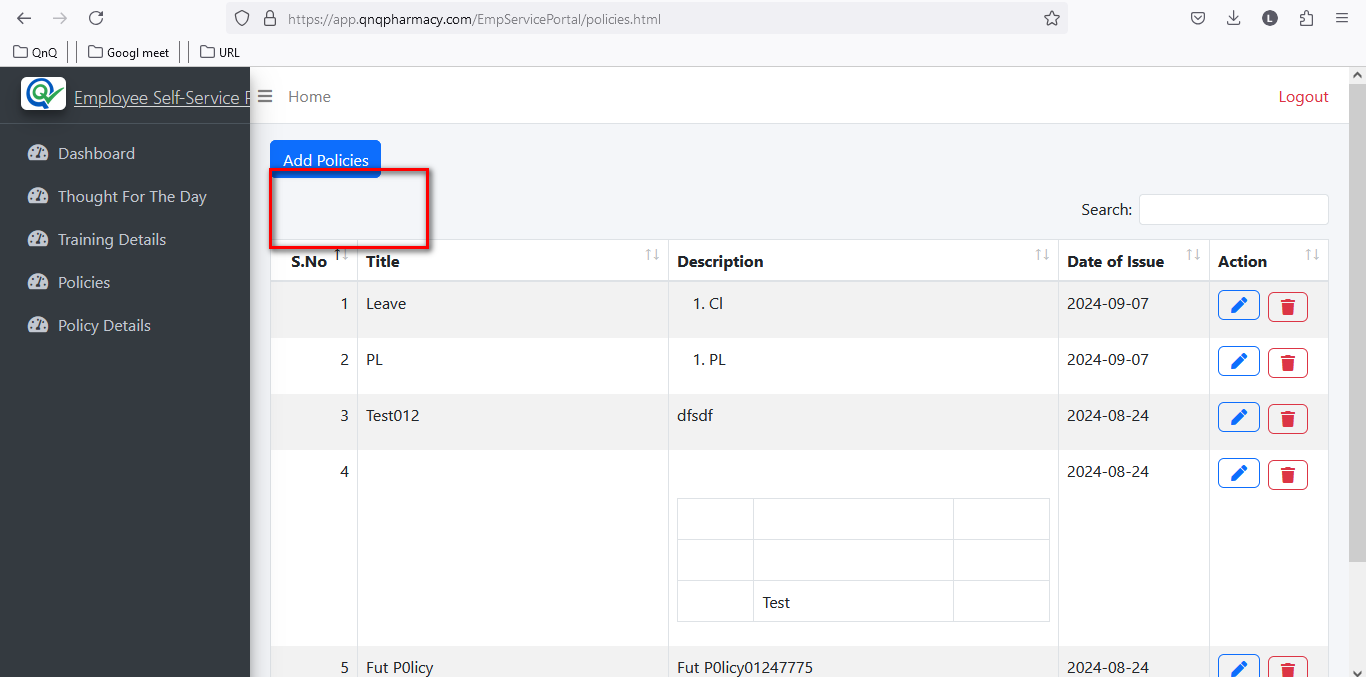 https://app.qnqpharmacy.com/EmpServicePortal/policies.html
L
QnQ
Googl meet
URL
Employee Self-Service
Home
Logout
Dashboard
Thought For The Day
Training Details
Policies
Policy Details
Add Policies
Search:
S.No Title Description Date of Issue Action
1 Leave 1. Cl 2024-09-07
2 PL 1. PL 2024-09-07
3 Test012 dfsdf 2024-08-24
4 2024-08-24
Test
5 Fut P0licy Fut P0licy01247775 2024-08-24